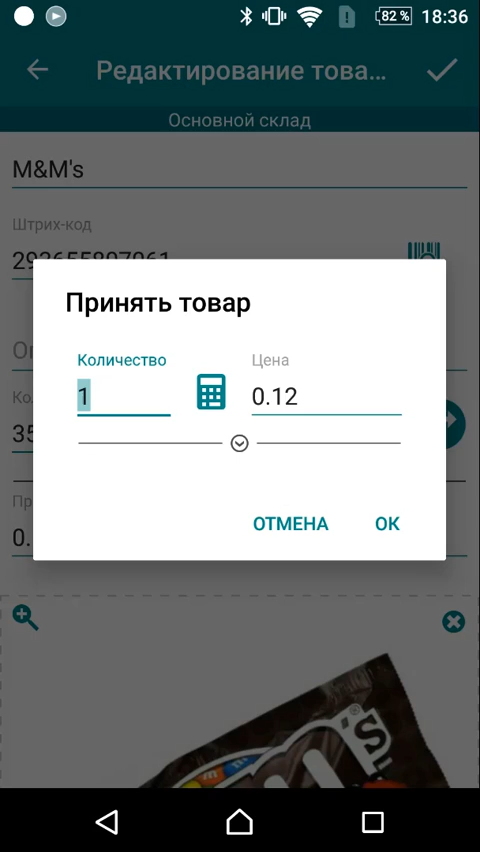 82 % 18:36
Редактирование това...
Основной склад
M&M's
Штрих-код
Принять товар
Количество
Цена
1
0.12
35
ОТМЕНА
ОК
0.